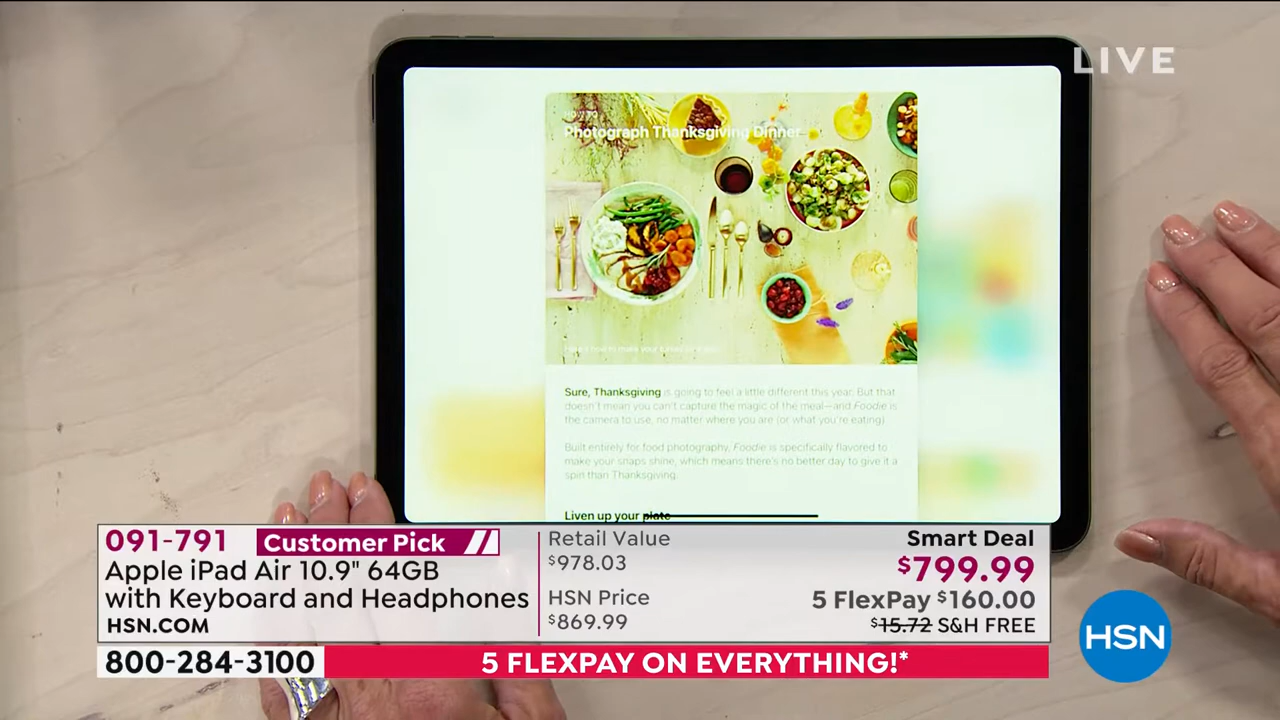 LIVE
HOW TO
Photograph Thanksgiving Dinner
Sure, Thanksgiving is going to feel a little different this year. But that
doesn't mean you can't capture the magic of the meal—and Foodie is
the camera to use, no matter where you are (or what you're eating).
Built entirely for food photography, Foodie is specifically flavored to
make your snaps shine, which means there's no better day to give it a
spin than Thanksgiving.
Liven up your plate
091-791 Customer Pick
Apple iPad Air 10.9" 64GB
with Keyboard and Headphones
HSN.COM
Retail Value
$978.03
HSN Price
$869.99
Smart Deal
$799.99
5 FlexPay $160.00
$15.72 S&H FREE
HSN
800-284-3100
5 FLEXPAY ON EVERYTHING!*